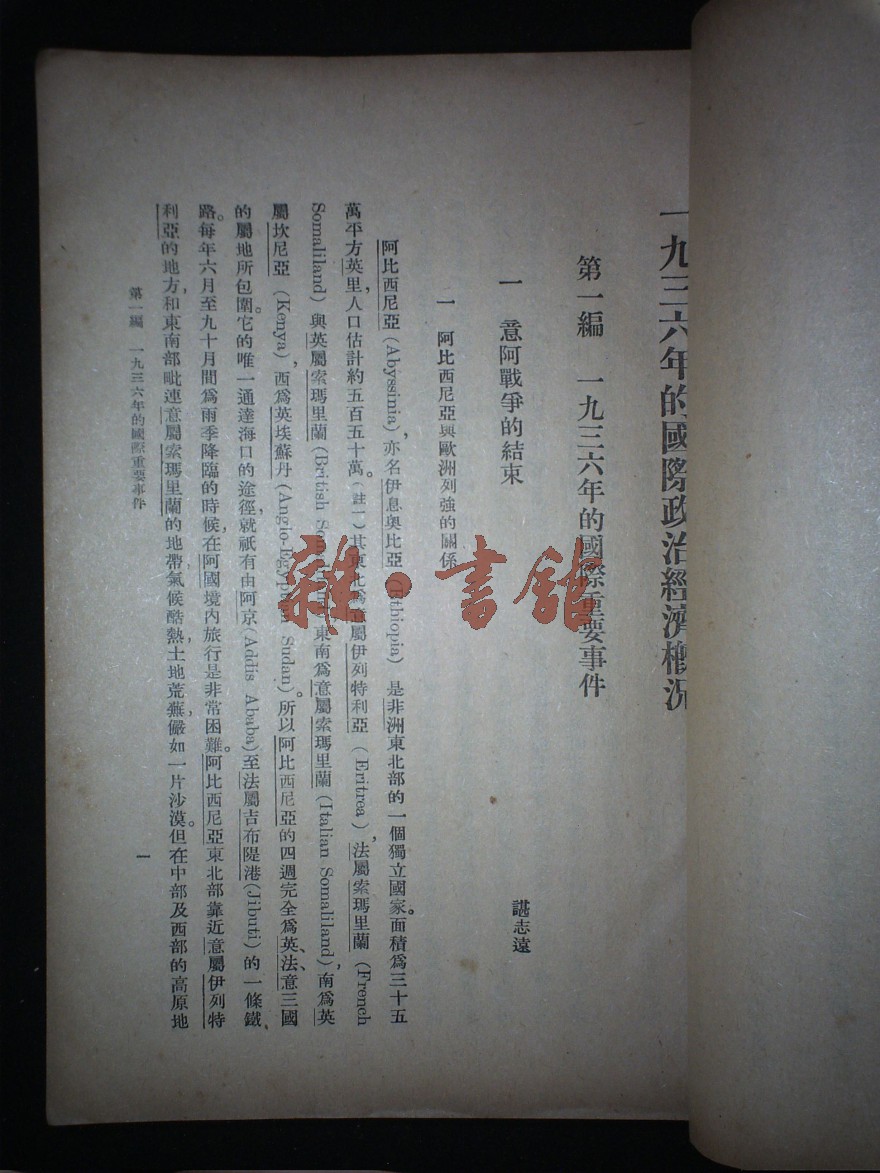 一九三六年的國際政治經濟概況
第一編　一九三六年的國際重要事件
一　意阿戰爭的結束
諶志遠
一　阿比西尼亞與歐洲列強的關係
阿比西尼亞(Abyssinia)，亦名伊息奧比亞(Ethiopia)是非洲東北部的一個獨立國家。面積爲三十五
萬平方英里，人口估計約五百五十萬。(註一)其東北爲意屬伊列特利亞(Eritrea)，法屬索瑪里蘭(French
Somaliland)與英屬索瑪里蘭(British Somaliland)東南爲意屬索瑪里蘭(Italian Somaliland)，南爲英
屬坎尼亞(Kenya)，西爲英埃蘇丹(Anglo-Egyptian Sudan)。所以阿比西尼亞的四週完全爲英、法、意三國
的屬地所包圍。它的唯一通達海口的途徑，就祇有由阿京(Addis Ababa)至法屬吉布隄港(Jibuti)的一條鐵
路。每年六月至九十月間爲雨季降臨的時候，在阿國境內旅行是非常困難。阿比西尼亞東北部靠近意屬伊列特
利亞的地方，和東南部毗連意屬索瑪里蘭的地帶，氣候酷熱，土地荒蕪，儼如一片沙漠。但在中部及西部的高原地
第一編　一九三六年的國際重要事件
一
雜·書館